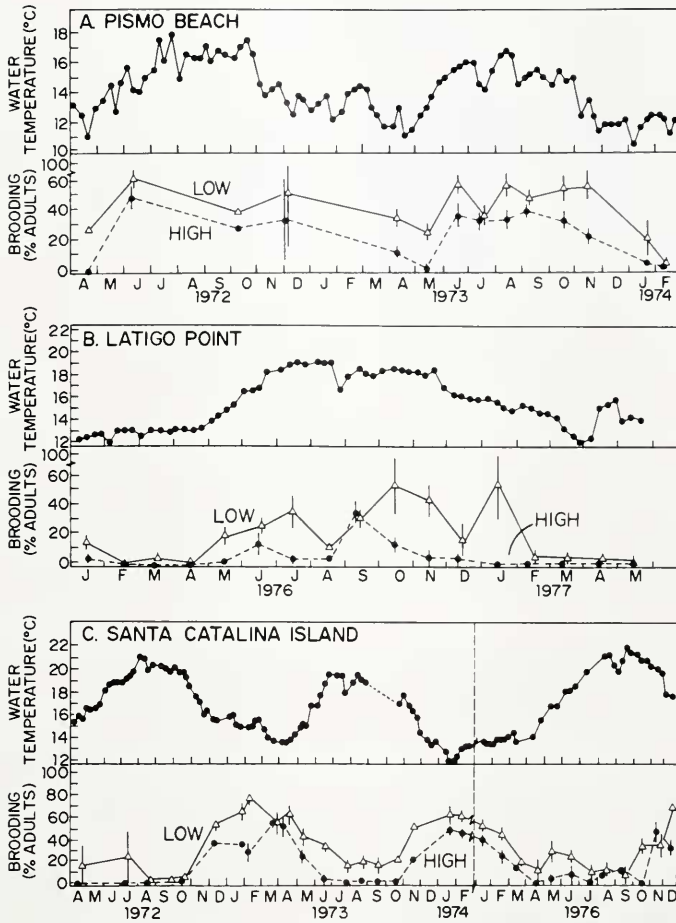 A. PISMO BEACH
WATER
TEMPERATURE (°C)
18
16
14
12
10
BROODING
(% ADULTS)
100
60
40
20
0
LOW
HIGH
A M J J A S O N D J F M A M J J A S O N D J F
1972 1973 1974
B. LATIGO POINT
WATER
TEMPERATURE (°C)
22
20
18
16
14
12
BROODING
(% ADULTS)
100
60
40
20
0
LOW
HIGH
J F M A M J J A S O N D J F M A M
1976 1977
C. SANTA CATALINA ISLAND
WATER
TEMPERATURE (°C)
22
20
18
16
14
12
BROODING
(% ADULTS)
100
80
60
40
20
0
LOW
HIGH
A M J J A S O N D J F M A M J J A S O N D J F J F M A M J J A S O N D
1972 1973 1974 1976